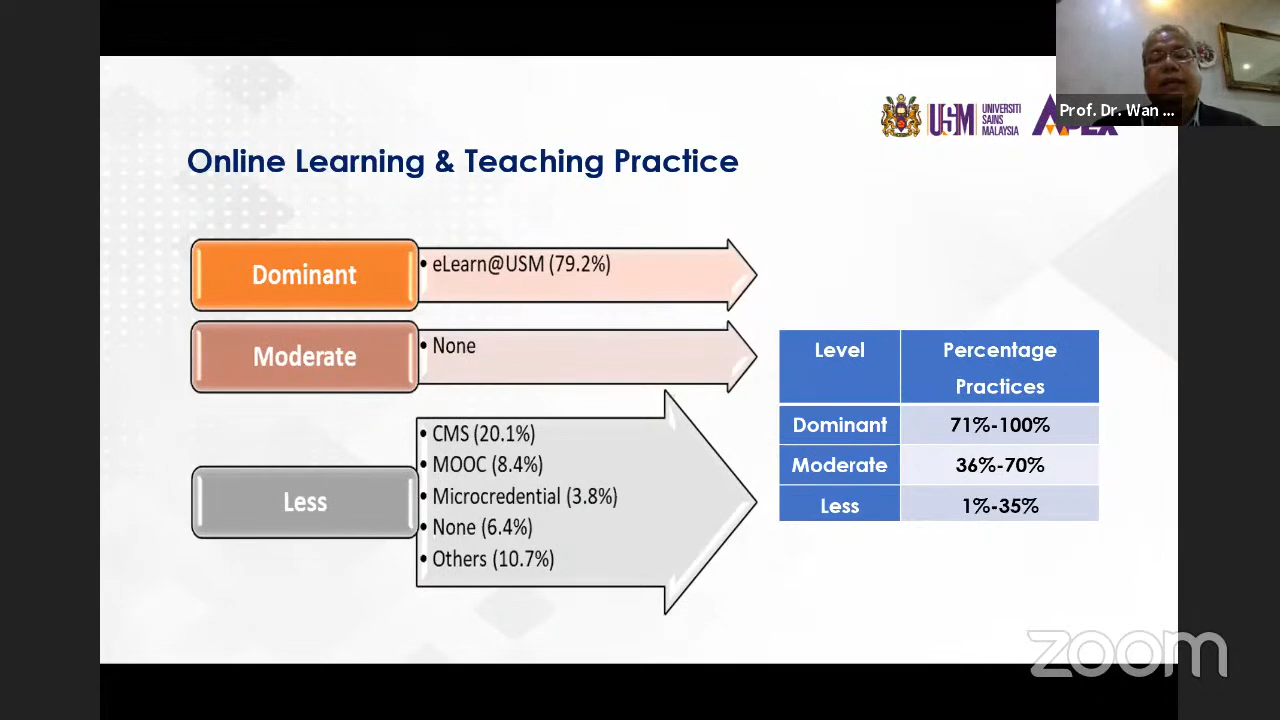 Prof. Dr. Wan ...
USM
UNIVERSITI
SAINS
MALAYSIA
APEX
Online Learning & Teaching Practice
Dominant
• eLearn@USM (79.2%)
Moderate
• None
Less
• CMS (20.1%)
• MOOC (8.4%)
• Microcredential (3.8%)
• None (6.4%)
• Others (10.7%)
Level Percentage
Practices
Dominant 71%-100%
Moderate 36%-70%
Less 1%-35%
zoom